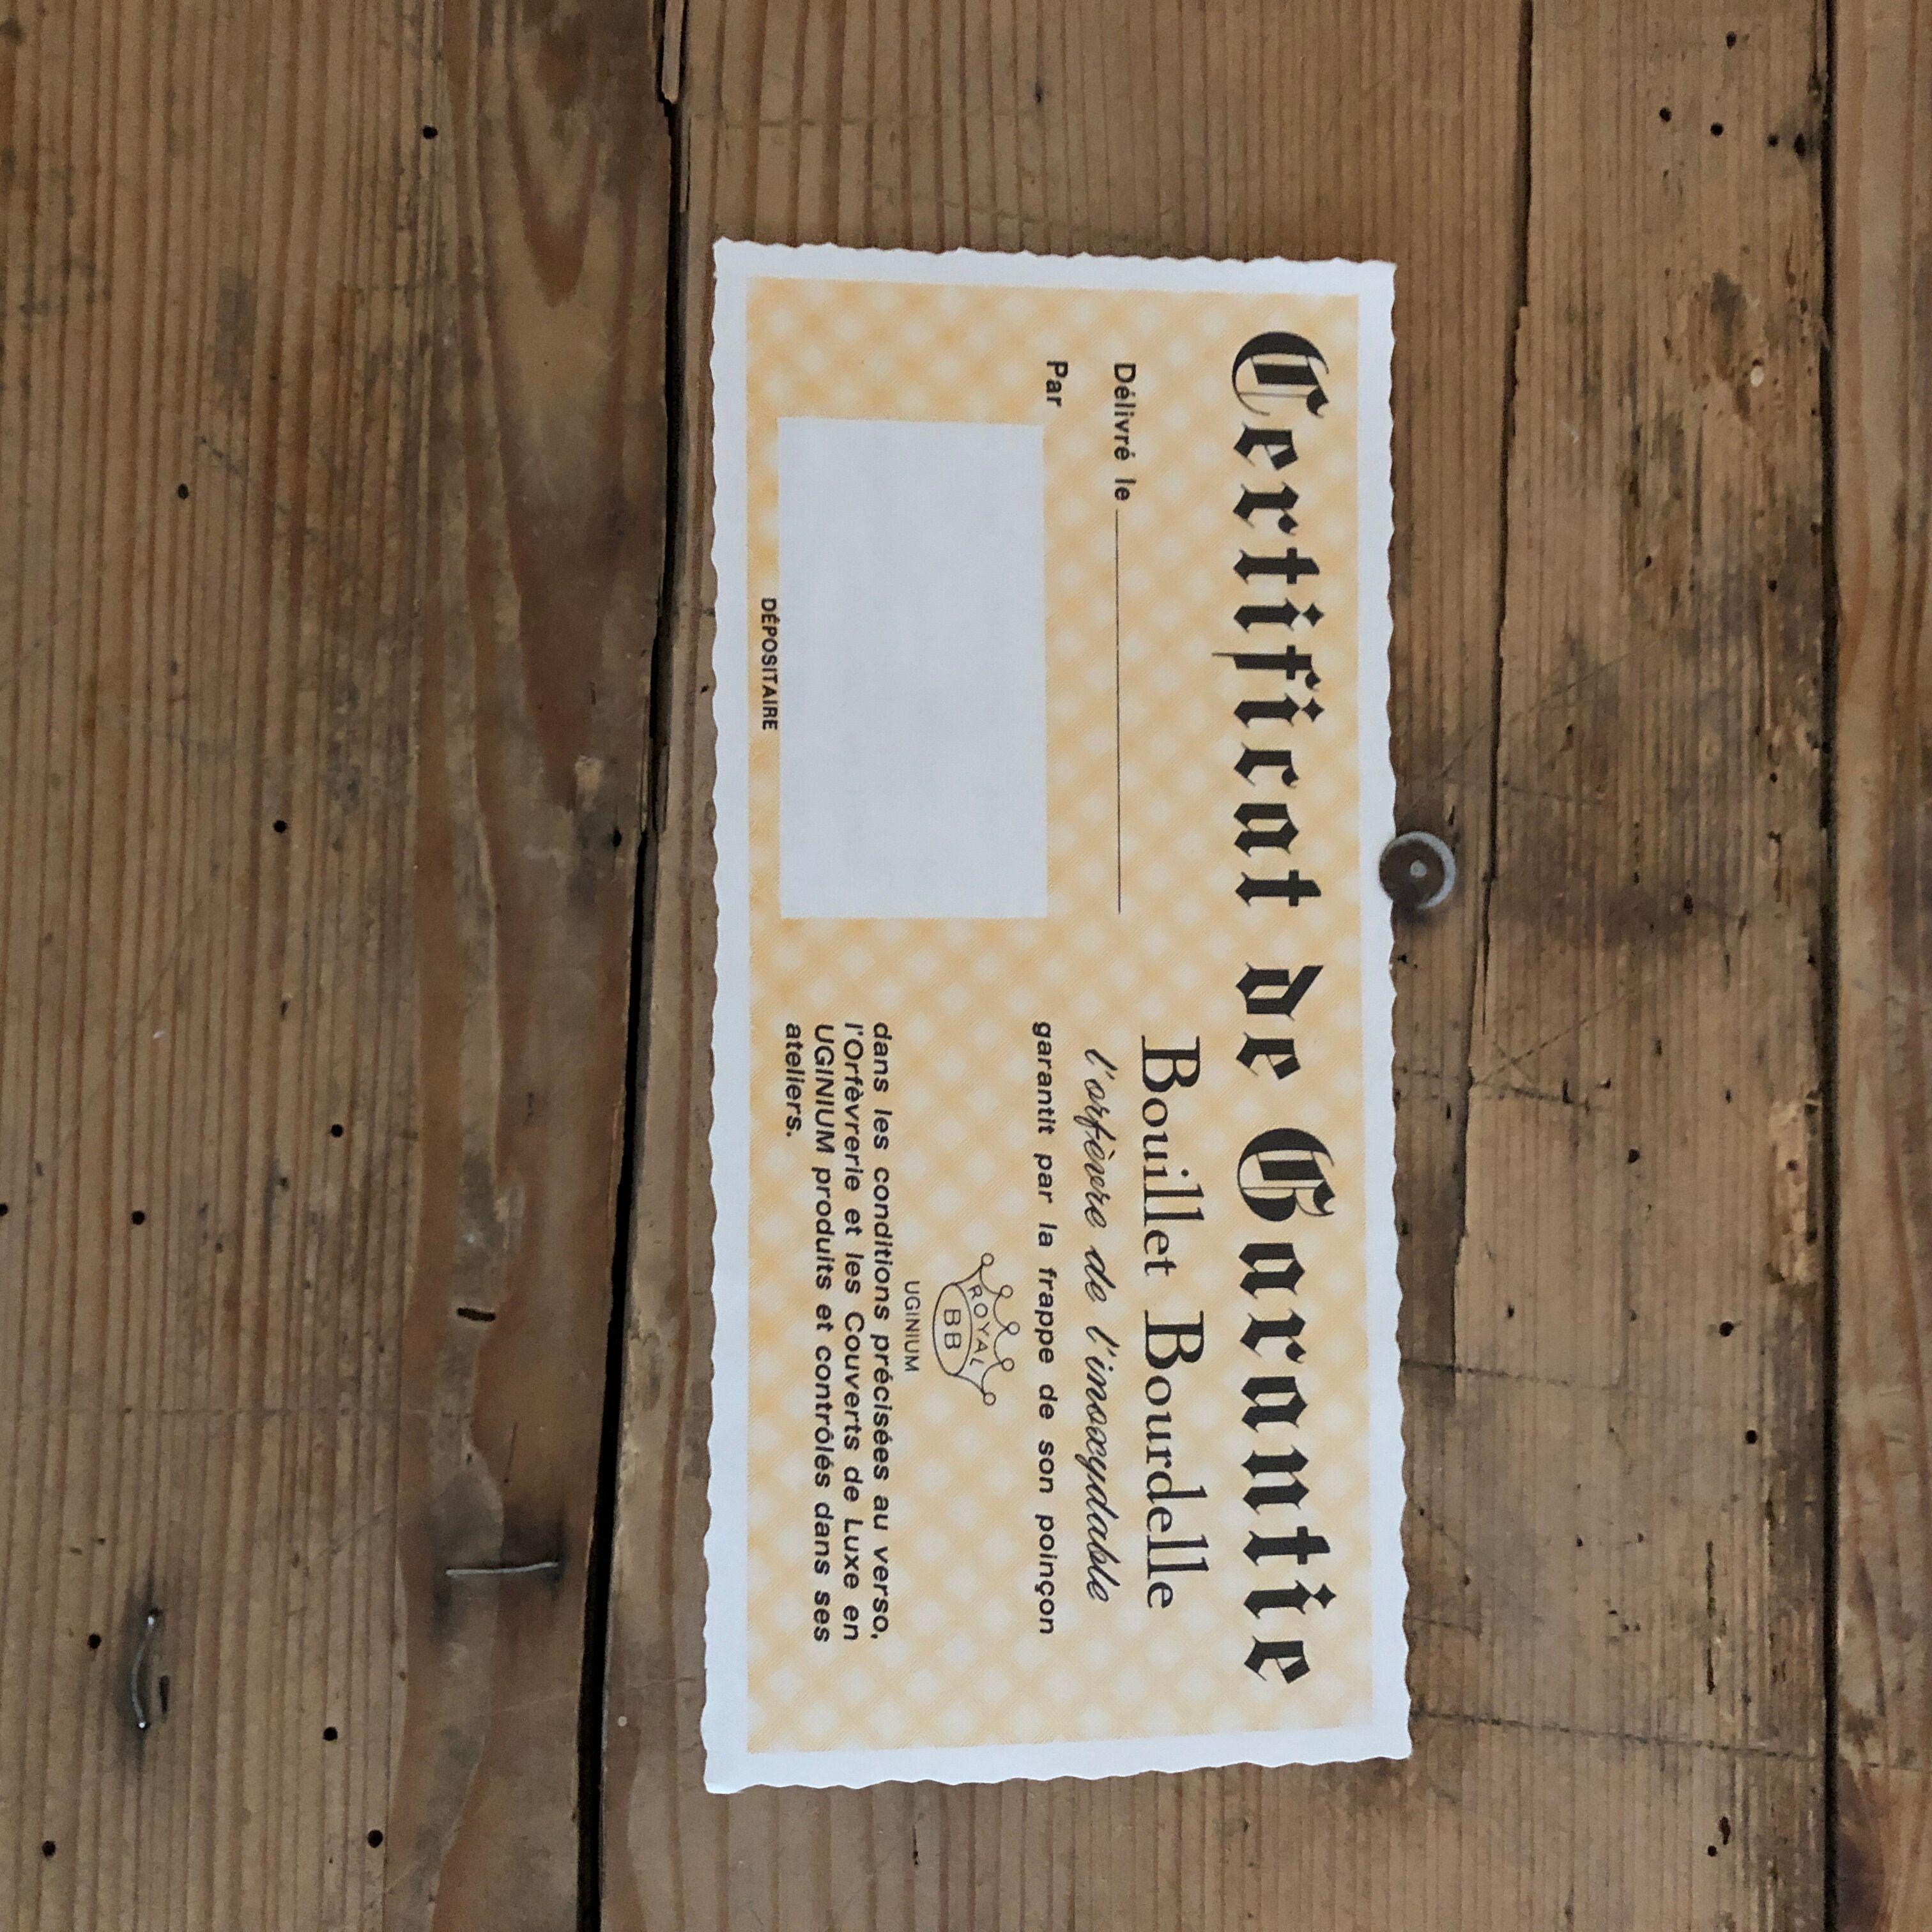 Certificat de Garantie
Délivré le
Par
DÉPOSITAIRE
Bouillet Bourdelle
l'orfèvre de l'inoxydable
garantit par la frappe de son poinçon
ROYAL
BB
UGINIUM
dans les conditions précisées au verso,
l'Orfèvrerie et les Couverts de Luxe en
UGINIUM produits et contrôlés dans ses
ateliers.